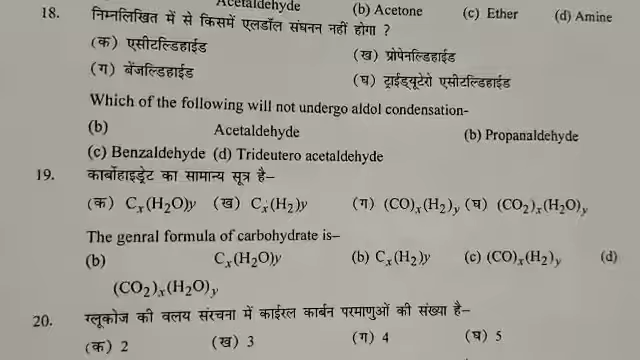 Acetaldehyde (b) Acetone (c) Ether (d) Amine
18. निम्नलिखित में से किसमें एलडॉल संघनन नहीं होगा ?
(क) एसीटल्डिहाईड (ख) प्रोपेनल्डिहाईड
(ग) बेंजल्डिहाईड (घ) ट्राईड्यूटेरो एसीटल्डिहाईड
Which of the following will not undergo aldol condensation-
(b) Acetaldehyde (b) Propanaldehyde
(c) Benzaldehyde (d) Trideutero acetaldehyde
19. कार्बोहाइड्रेट का सामान्य सूत्र है–
(क) Cₓ(H₂O)y (ख) Cₓ(H₂)y (ग) (CO)ₓ(H₂)ᵧ (घ) (CO₂)ₓ(H₂O)ᵧ
The genral formula of carbohydrate is–
(b) Cₓ(H₂O)y (b) Cₓ(H₂)y (c) (CO)ₓ(H₂)ᵧ (d)
(CO₂)ₓ(H₂O)ᵧ
20. ग्लूकोज की वलय संरचना में काईरल कार्बन परमाणुओं की संख्या है–
(क) 2 (ख) 3 (ग) 4 (घ) 5